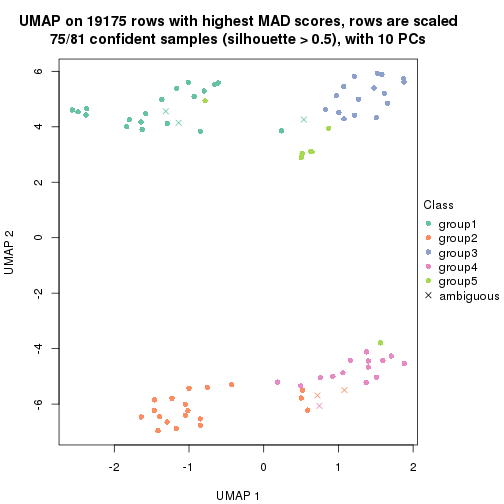 UMAP on 19175 rows with highest MAD scores, rows are scaled
75/81 confident samples (silhouette > 0.5), with 10 PCs
6
4
2
0
-2
-4
-6
UMAP 2
-2
-1
0
1
2
UMAP 1
Class
group1
group2
group3
group4
group5
ambiguous